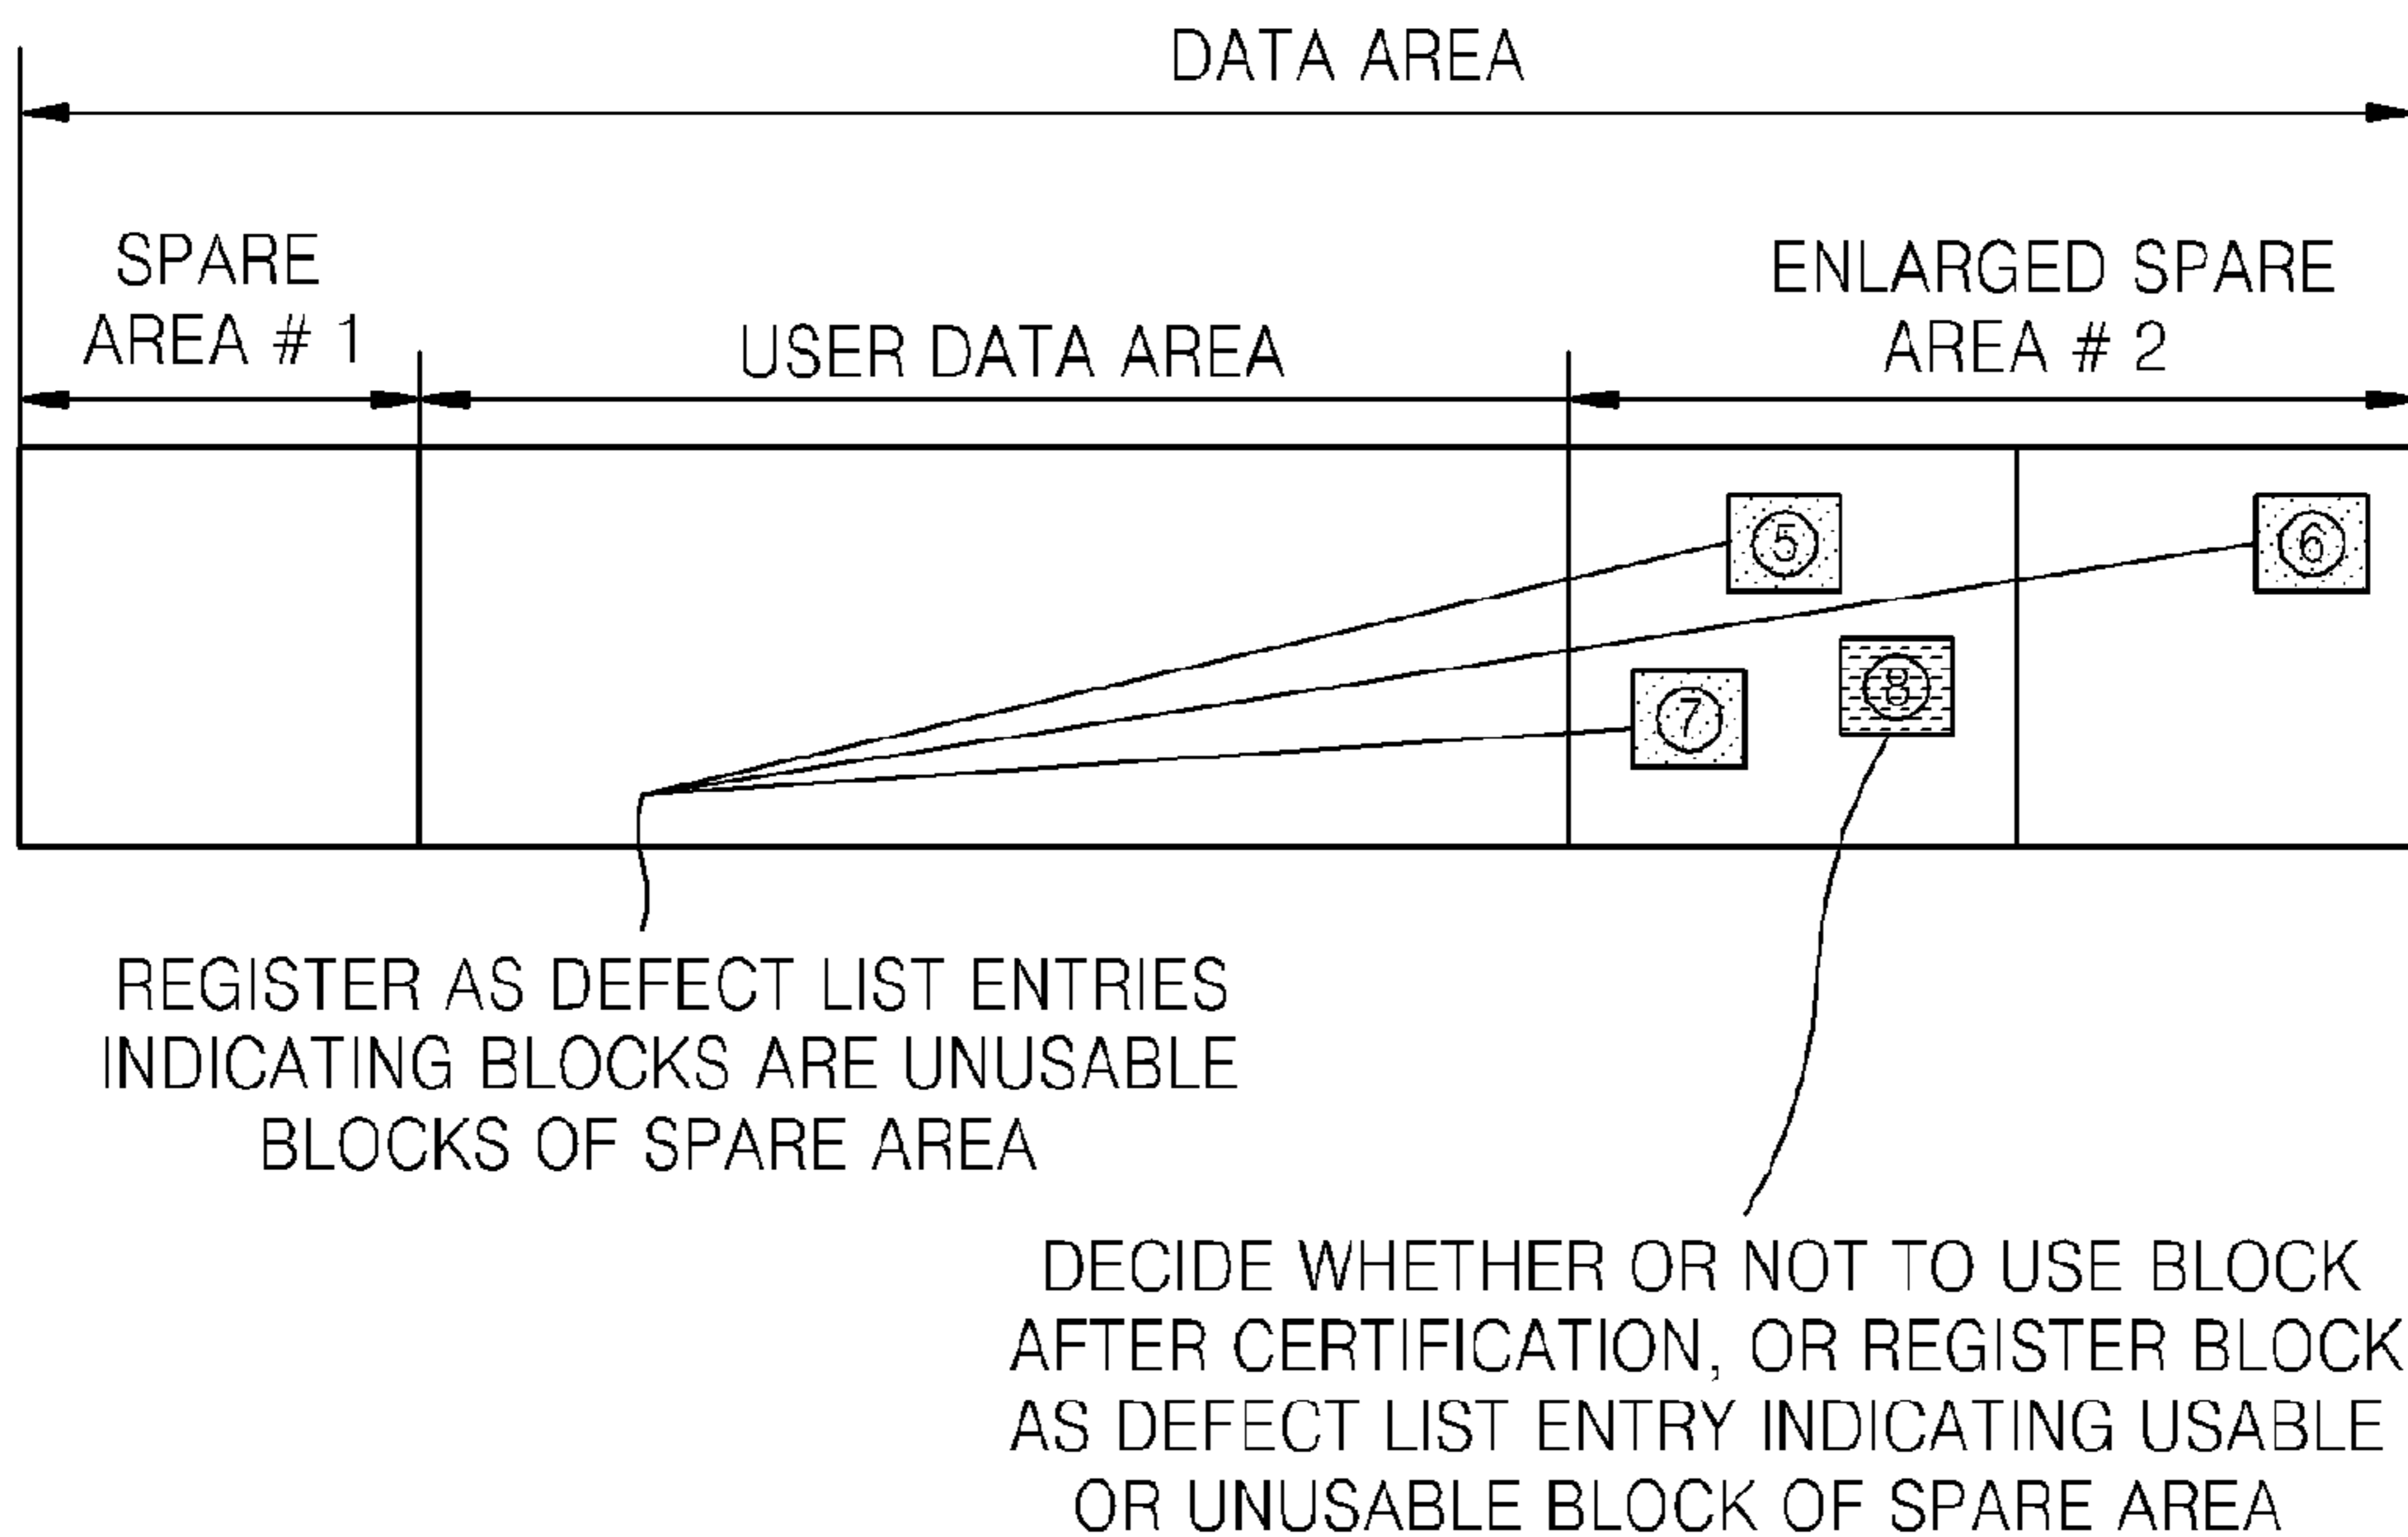 DATA AREA
SPARE
AREA # 1
USER DATA AREA
ENLARGED SPARE
AREA # 2
5
6
7
8
REGISTER AS DEFECT LIST ENTRIES
INDICATING BLOCKS ARE UNUSABLE
BLOCKS OF SPARE AREA
DECIDE WHETHER OR NOT TO USE BLOCK
AFTER CERTIFICATION, OR REGISTER BLOCK
AS DEFECT LIST ENTRY INDICATING USABLE
OR UNUSABLE BLOCK OF SPARE AREA